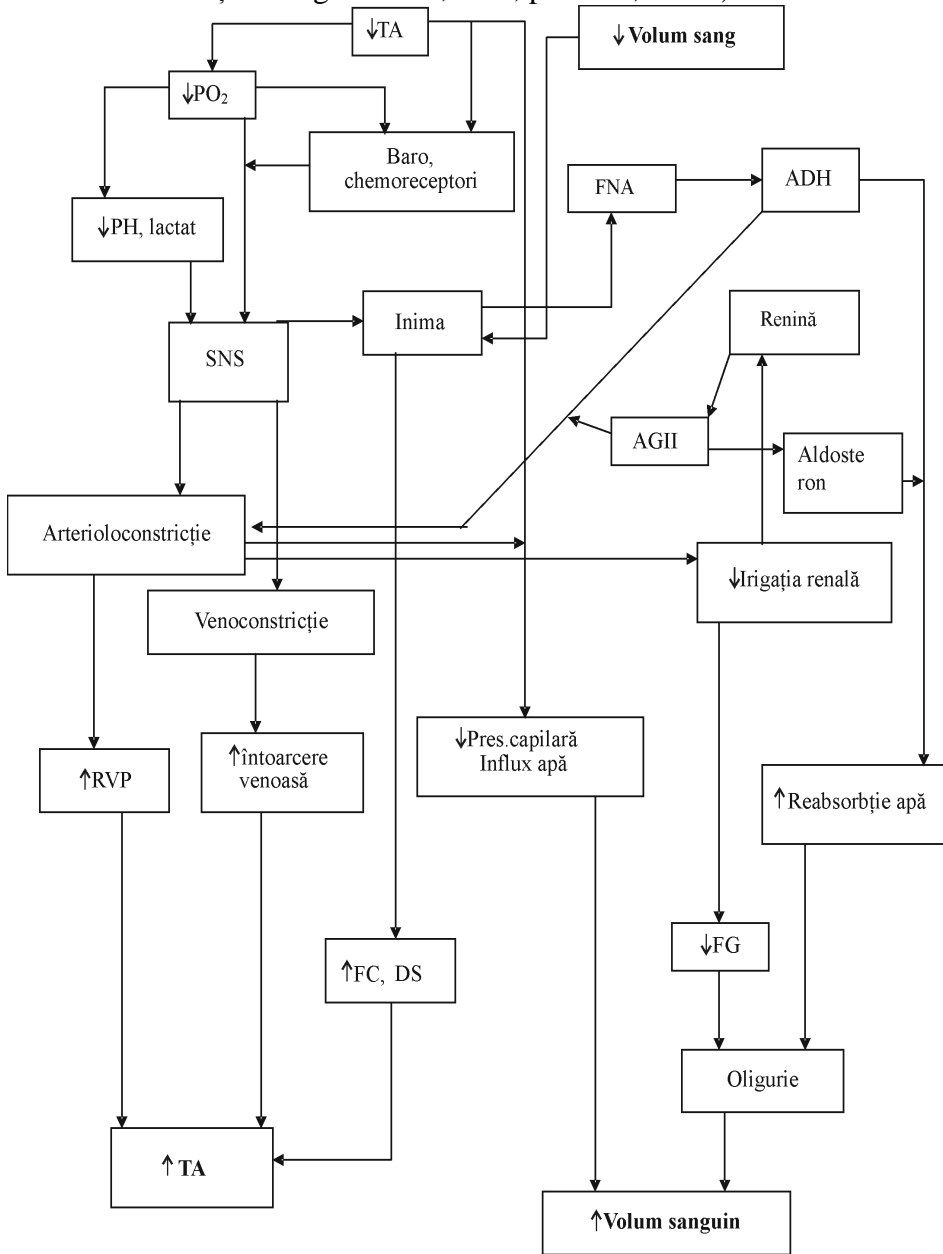 ↓TA
↓ Volum sang
↓PO₂
Baro,
chemoreceptori
FNA
ADH
↓PH, lactat
Inima
Renină
SNS
AGII
Aldoste
ron
Arterioloconstricție
↓Irigația renală
Venoconstricție
↓Pres.capilară
Influx apă
↑RVP
↑întoarcere
venoasă
↑Reabsorbție apă
↓FG
↑FC, DS
Oligurie
↑TA
↑Volum sanguin